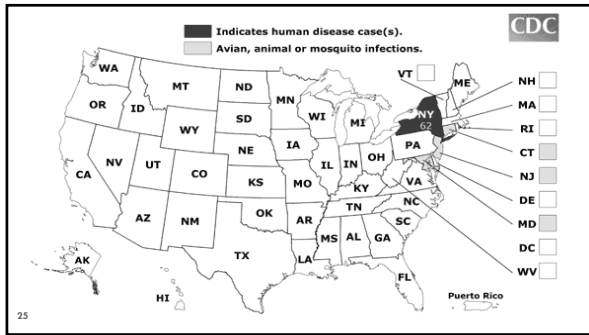 Indicates human disease case(s).
Avian, animal or mosquito infections.
CDC
WA
OR
CA
NV
ID
MT
WY
UT
AZ
CO
NM
ND
SD
NE
KS
OK
TX
MN
IA
MO
AR
LA
WI
IL
MI
IN
OH
KY
TN
MS
AL
GA
FL
SC
NC
VA
PA
NY
62
VT
ME
NH
MA
RI
CT
NJ
DE
MD
DC
WV
AK
HI
Puerto Rico
25